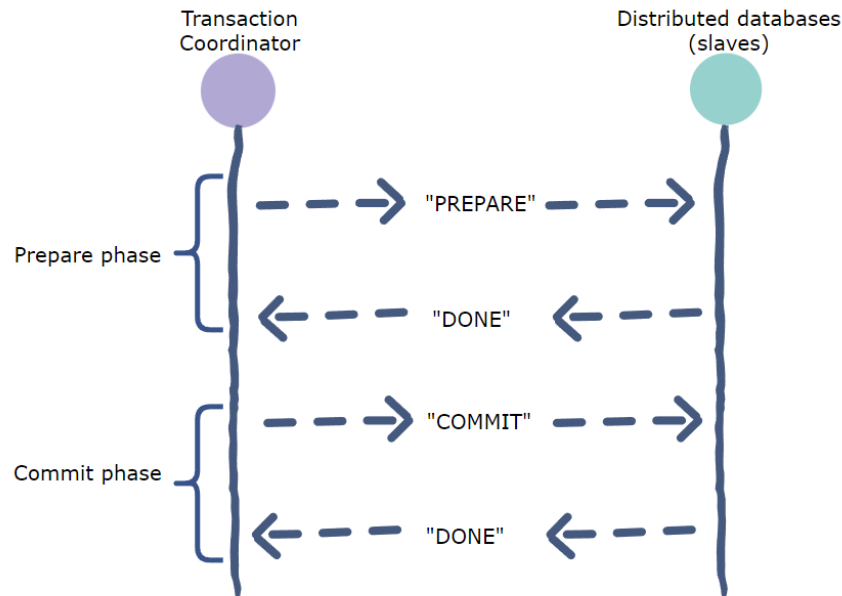 Transaction
Coordinator
Distributed databases
(slaves)
"PREPARE"
Prepare phase
"DONE"
"COMMIT"
Commit phase
"DONE"